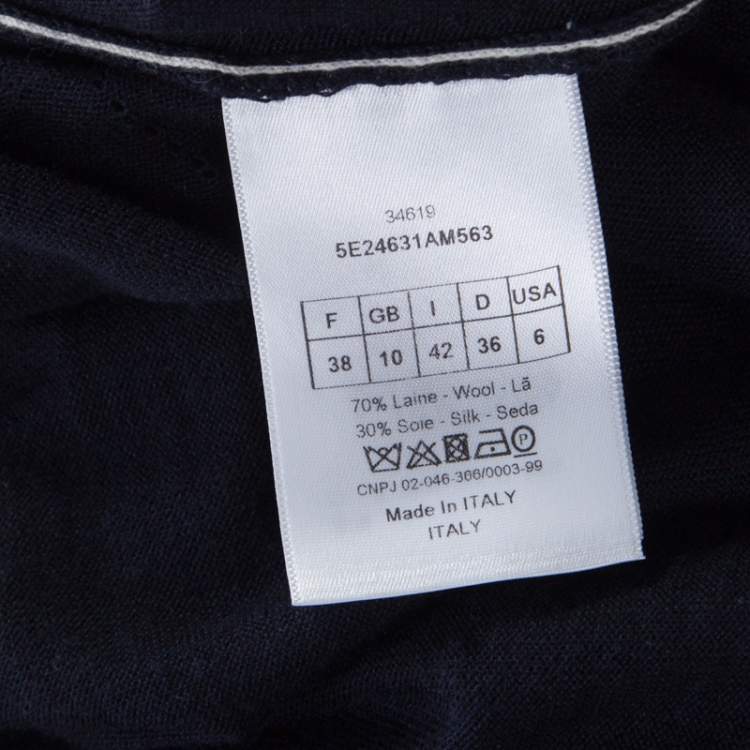 34619
5E24631AM563
F GB I D USA
38 10 42 36 6
70% Laine - Wool - Lã
30% Soie - Silk - Seda
P
CNPJ 02-046-366/0003-99
Made In ITALY
ITALY